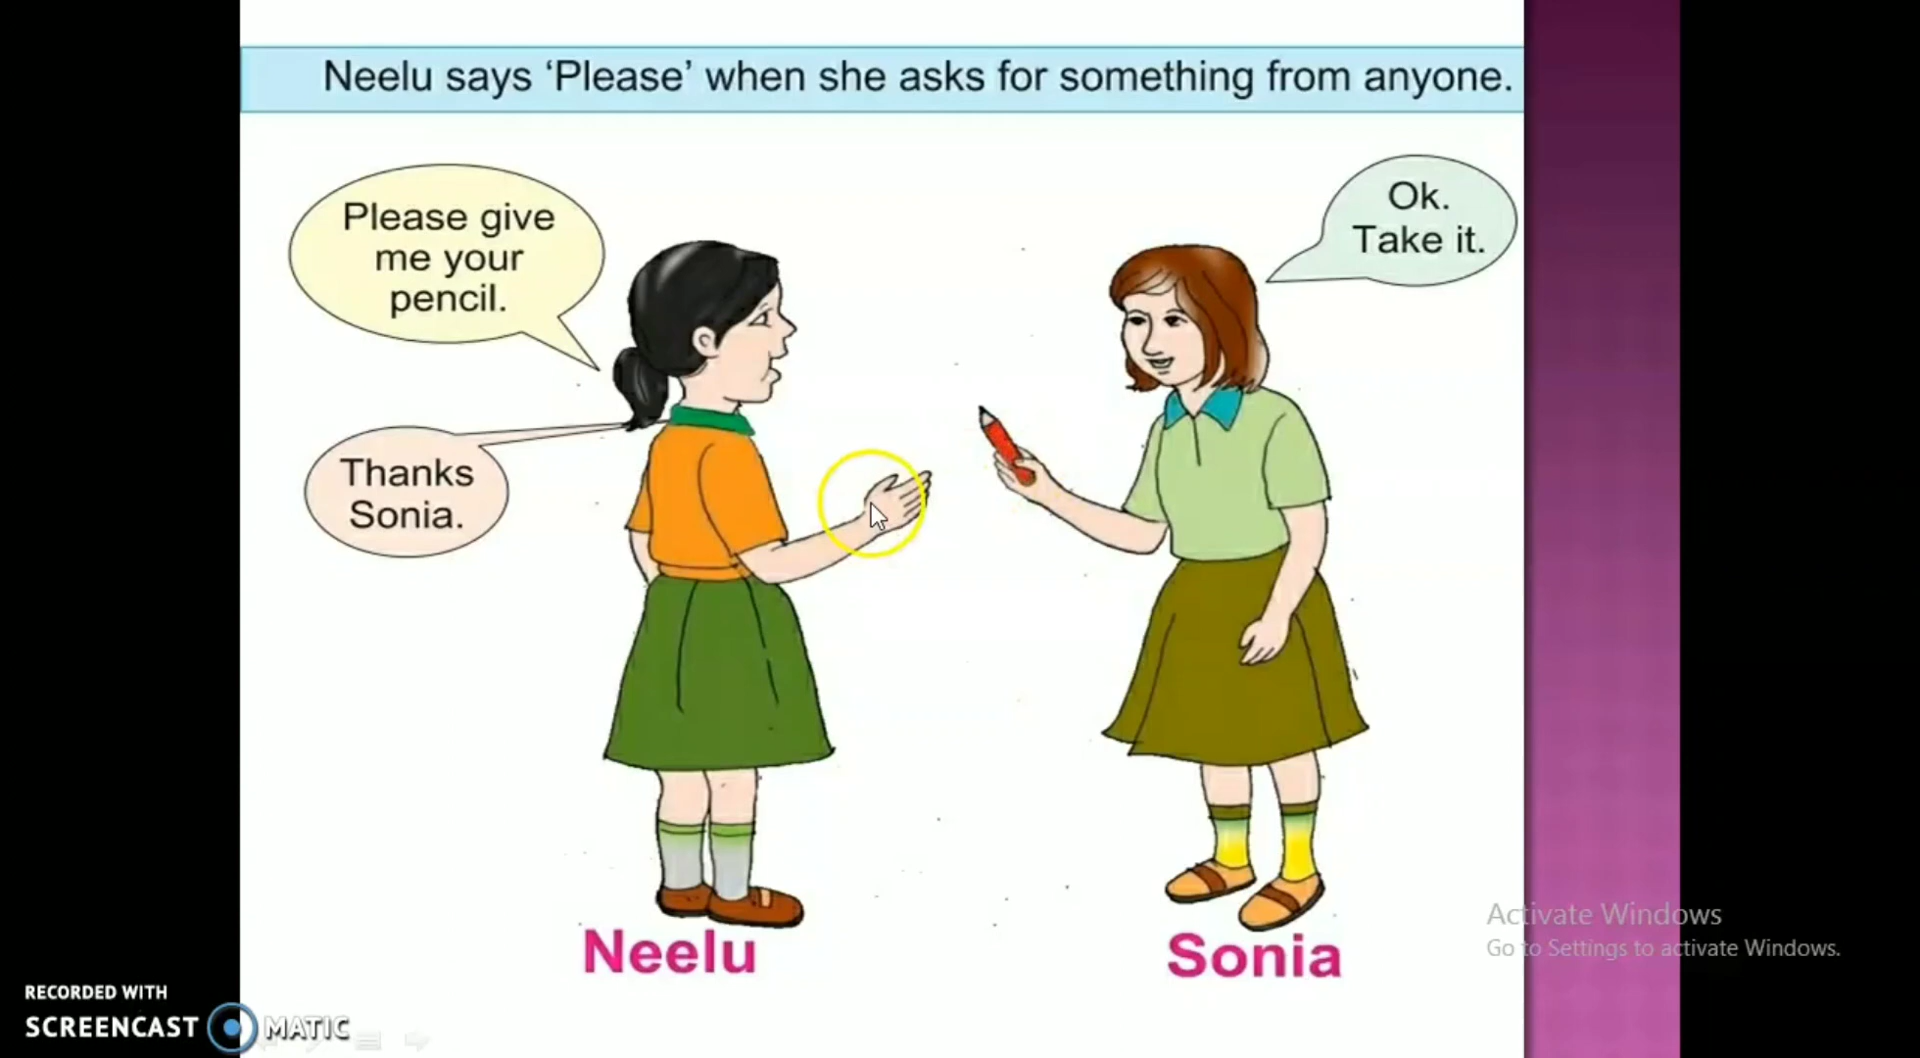 Neelu says ‘Please’ when she asks for something from anyone.
Please give
me your
pencil.
Ok.
Take it.
Thanks
Sonia.
Neelu
Sonia
Activate Windows
Go to Settings to activate Windows.
RECORDED WITH
SCREENCAST MATIC